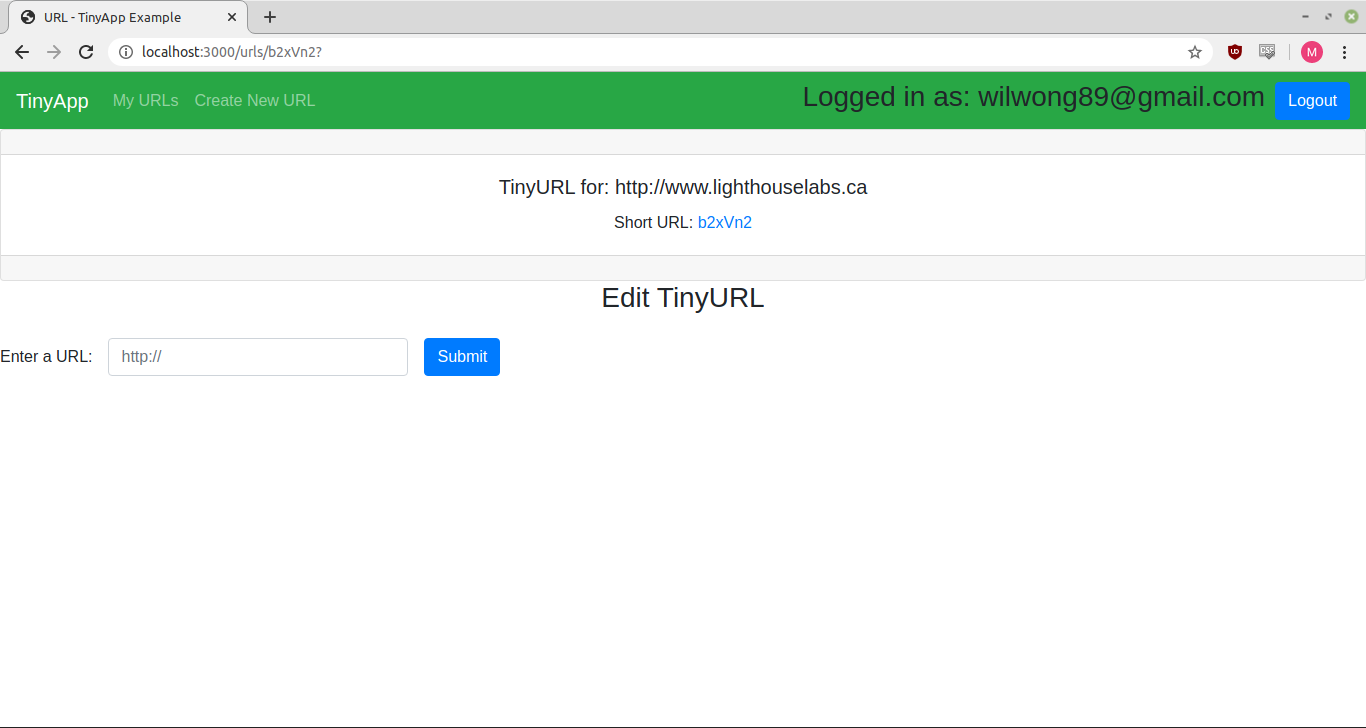 URL - TinyApp Example
localhost:3000/urls/b2xVn2?
M
TinyApp My URLs Create New URL Logged in as: wilwong89@gmail.com Logout
TinyURL for: http://www.lighthouselabs.ca
Short URL: b2xVn2
Edit TinyURL
Enter a URL: http:// Submit